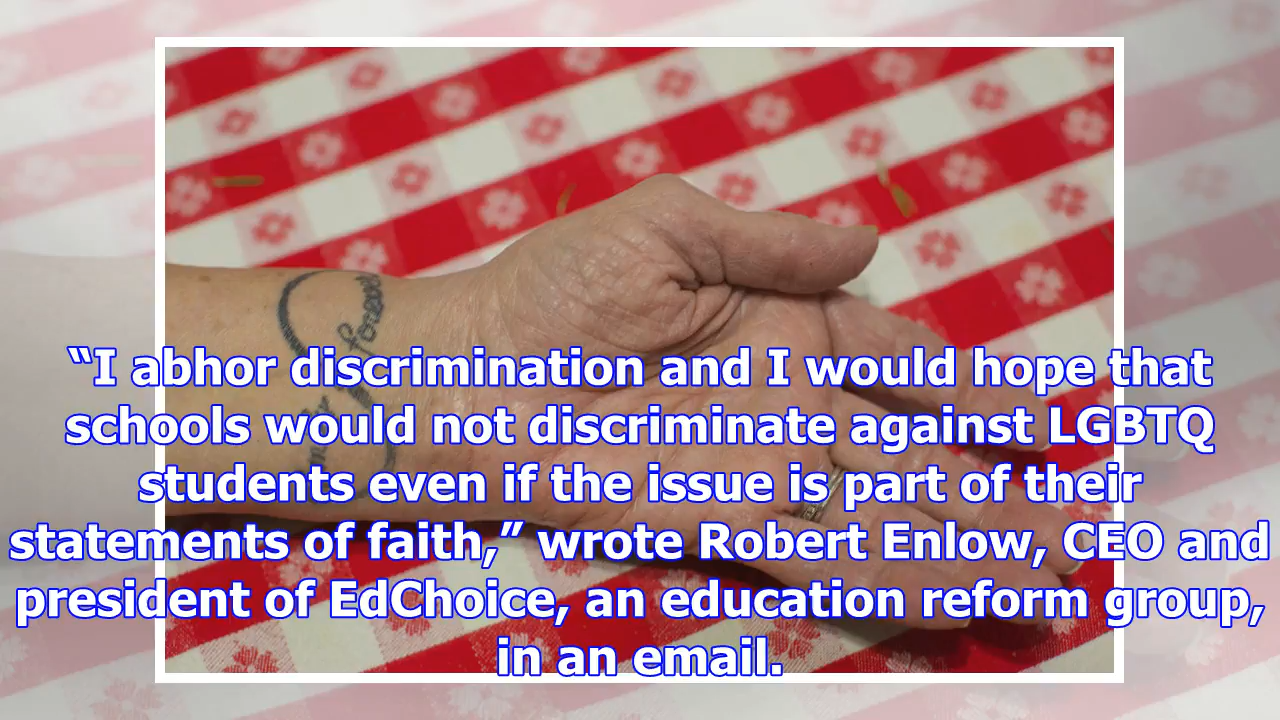 forever
“I abhor discrimination and I would hope that
schools would not discriminate against LGBTQ
students even if the issue is part of their
statements of faith,” wrote Robert Enlow, CEO and
president of EdChoice, an education reform group,
in an email.